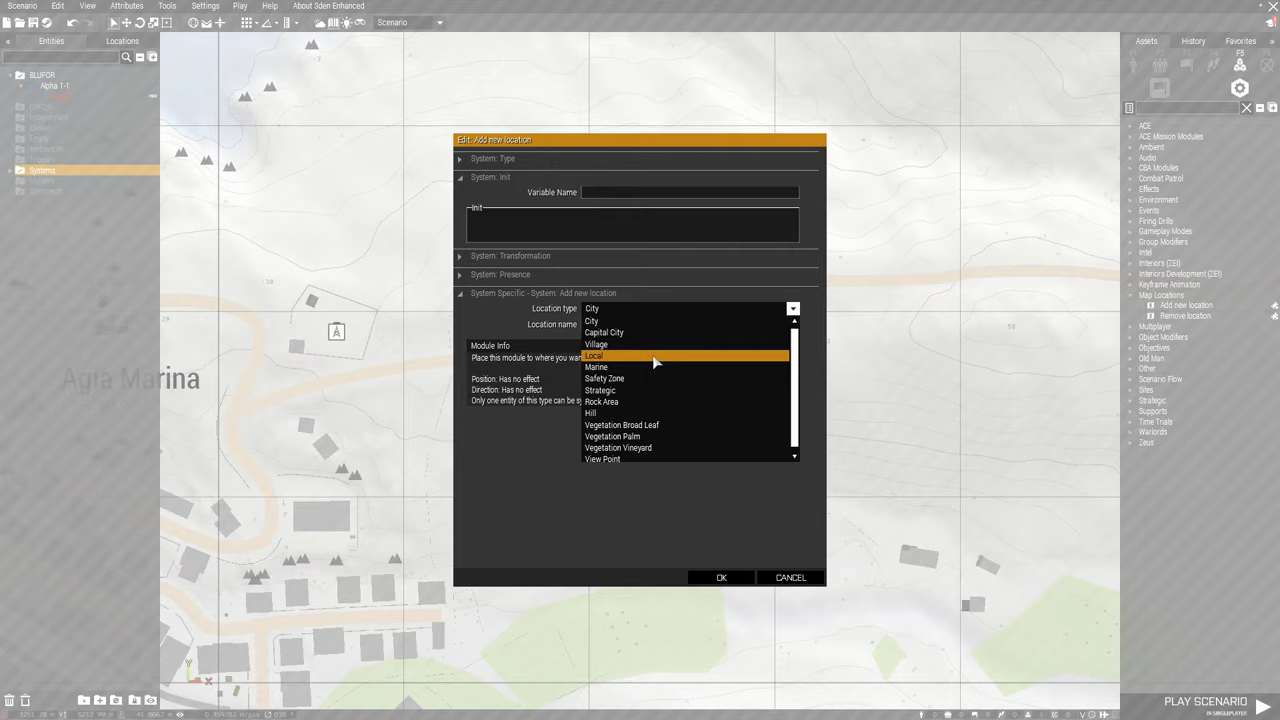 Scenario Edit View Attributes Tools Settings Play Help About 3den Enhanced
Scenario
Entities Locations
BLUFOR
Alpha 1-1
Systems
Agia Marina
29
29
58
Edit: Add new location
System: Type
System: Init
Variable Name
Init
System: Transformation
System: Presence
System Specific - System: Add new location
Location type City
Location name
City
Capital City
Village
Local
Marine
Safety Zone
Strategic
Rock Area
Hill
Vegetation Broad Leaf
Vegetation Palm
Vegetation Vineyard
View Point
Module Info
Place this module to where you wan
Position: Has no effect
Direction: Has no effect
Only one entity of this type can be sy
OK CANCEL
Assets History Favorites
F5
ACE
ACE Mission Modules
Ambient
Audio
CBA Modules
Combat Patrol
Effects
Environment
Events
Firing Drills
Gameplay Modes
Group Modifiers
Intel
Interiors (ZEI)
Interiors Development (ZEI)
Keyframe Animation
Map Locations
Add new location
Remove location
Multiplayer
Object Modifiers
Objectives
Old Man
Other
Scenario Flow
Sites
Strategic
Supports
Time Trials
Warlords
Zeus
PLAY SCENARIO
IN SINGLEPLAYER